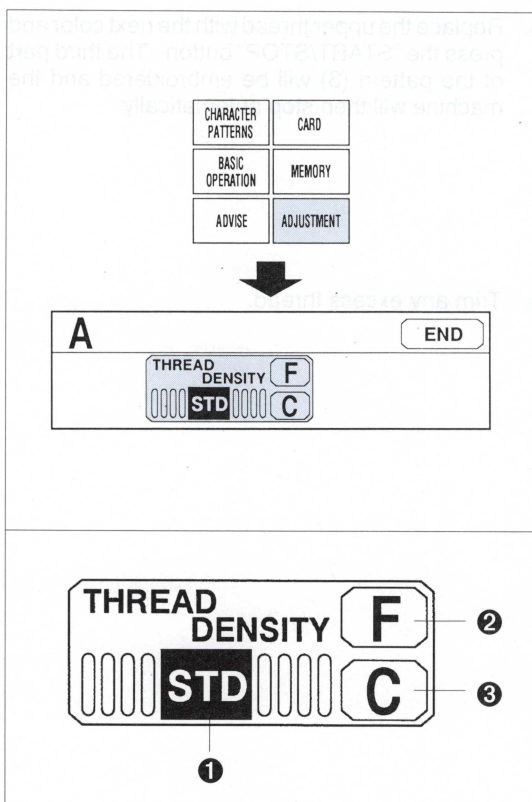 Replace the upper thread with the next color and
press the "START/STOP" button. The third part
of the pattern (S) will be embroidered and the
machine will then stop automatically.
CHARACTER
PATTERNS
CARD
BASIC
OPERATION
MEMORY
ADVISE
ADJUSTMENT
Trim any excess thread.
A
END
THREAD
DENSITY
F
STD
C
THREAD
DENSITY
F
❷
STD
C
❸
❶